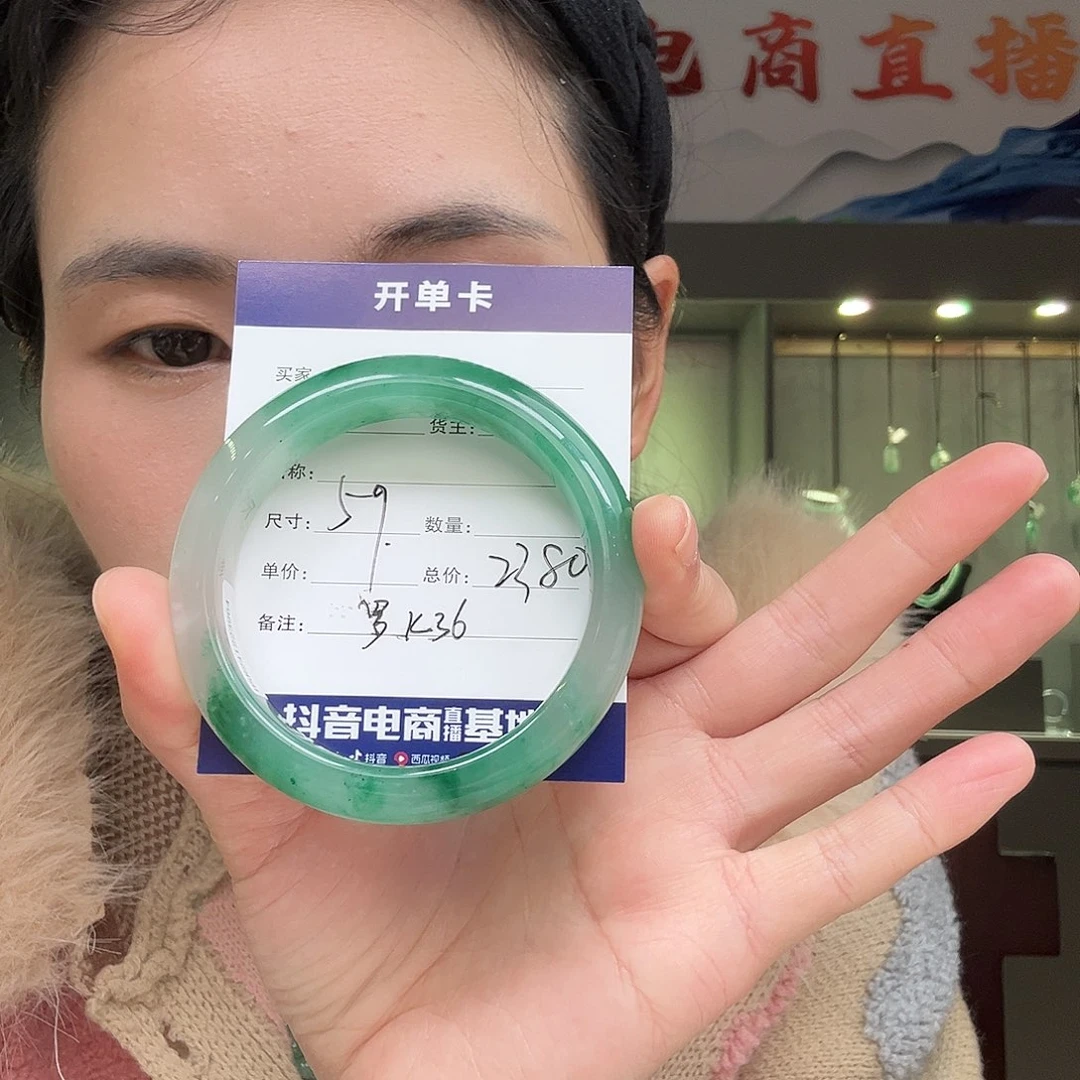 电商直播
开单卡
买家
货主:
称:
尺寸: 59. 数量:
单价: 总价: 2380
备注: 罗K36
抖音电商直播基地
抖音 西瓜视频